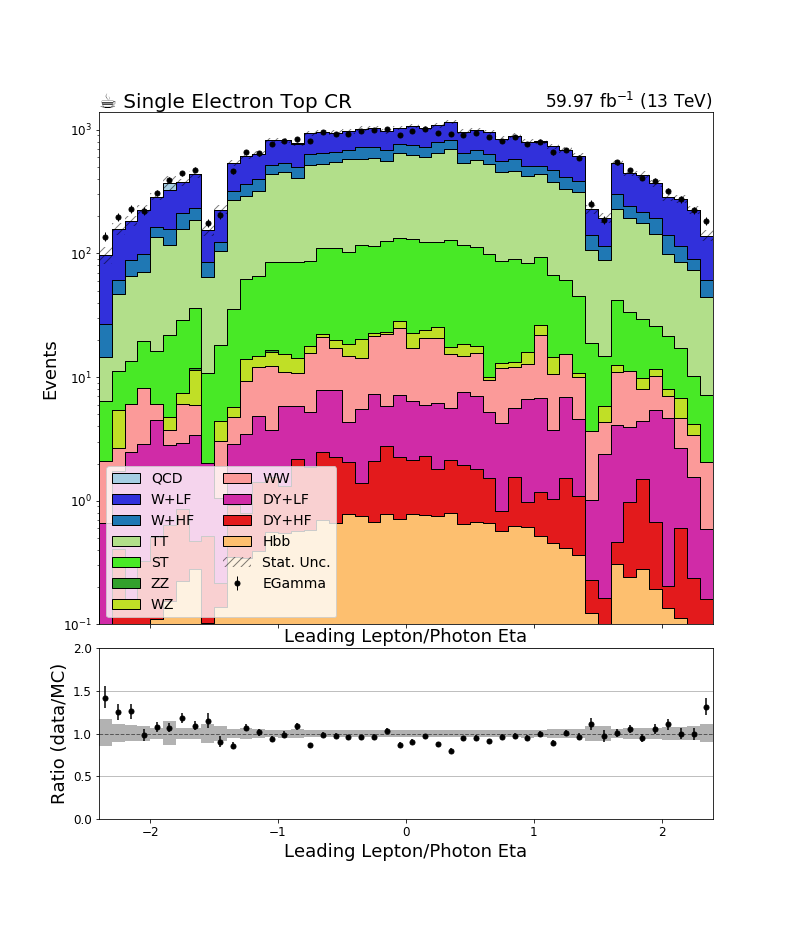 ☕ Single Electron Top CR
59.97 fb⁻¹ (13 TeV)
Events
10³
10²
10¹
10⁰
10⁻¹
QCD
W+LF
W+HF
TT
ST
ZZ
WZ
WW
DY+LF
DY+HF
Hbb
Stat. Unc.
EGamma
Leading Lepton/Photon Eta
Ratio (data/MC)
2.0
1.5
1.0
0.5
0.0
−2 −1 0 1 2
Leading Lepton/Photon Eta